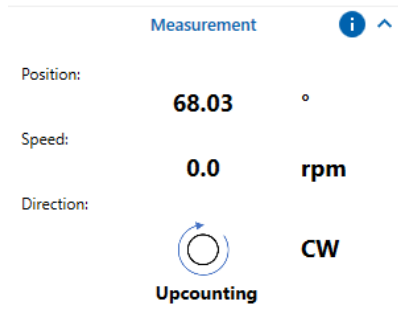 Measurement
i
Position:
68.03 °
Speed:
0.0 rpm
Direction:
CW
Upcounting